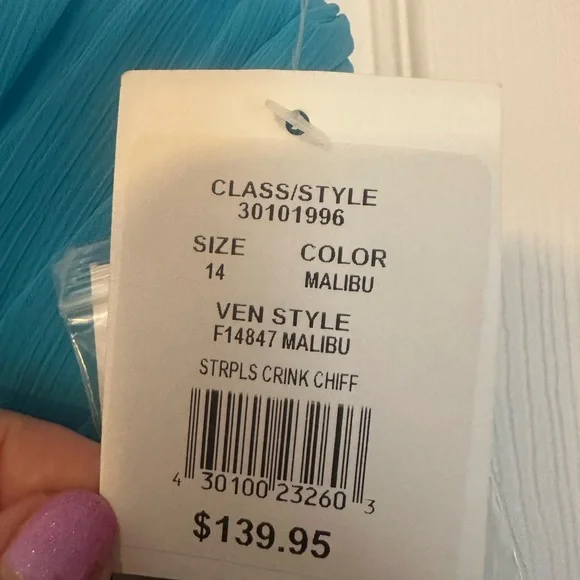 CLASS/STYLE
30101996
SIZE COLOR
14 MALIBU
VEN STYLE
F14847 MALIBU
STRPLS CRINK CHIFF
4 30100 23260 3
$139.95